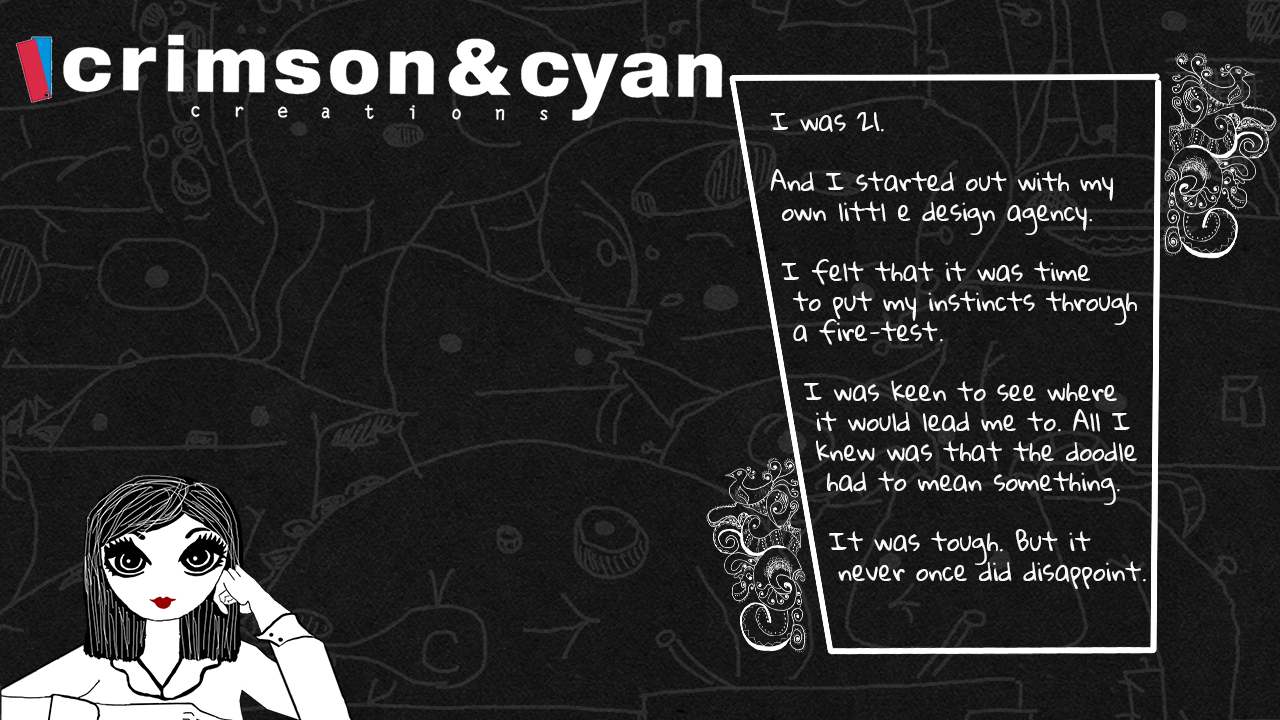 crimson&cyan
creations
I was 21.
And I started out with my
own littl e design agency.
I felt that it was time
to put my instincts through
a fire-test.
I was keen to see where
it would lead me to. All I
knew was that the doodle
had to mean something.
It was tough. But it
never once did disappoint.